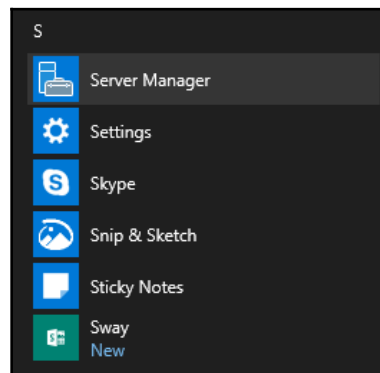 S
Server Manager
Settings
Skype
Snip & Sketch
Sticky Notes
Sway
New